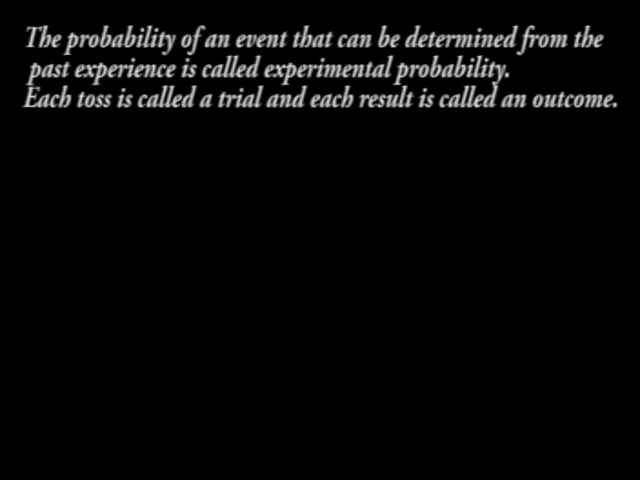 The probability of an event that can be determined from the
past experience is called experimental probability.
Each toss is called a trial and each result is called an outcome.